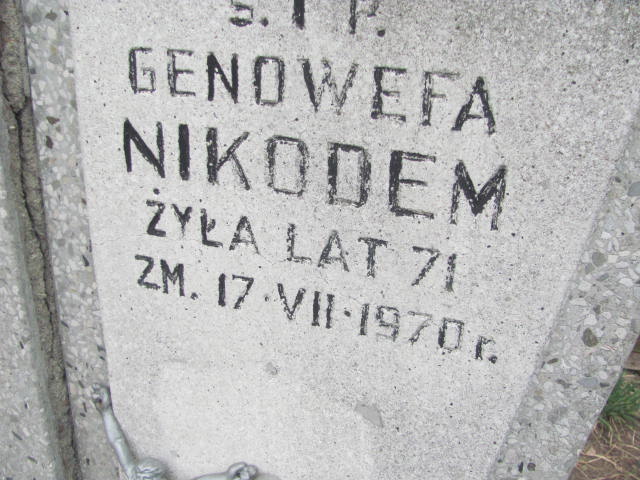 Ś. † P.
GENOWEFA
NIKODEM
ŻYŁA LAT 71
ZM. 17·VII·1970 r.